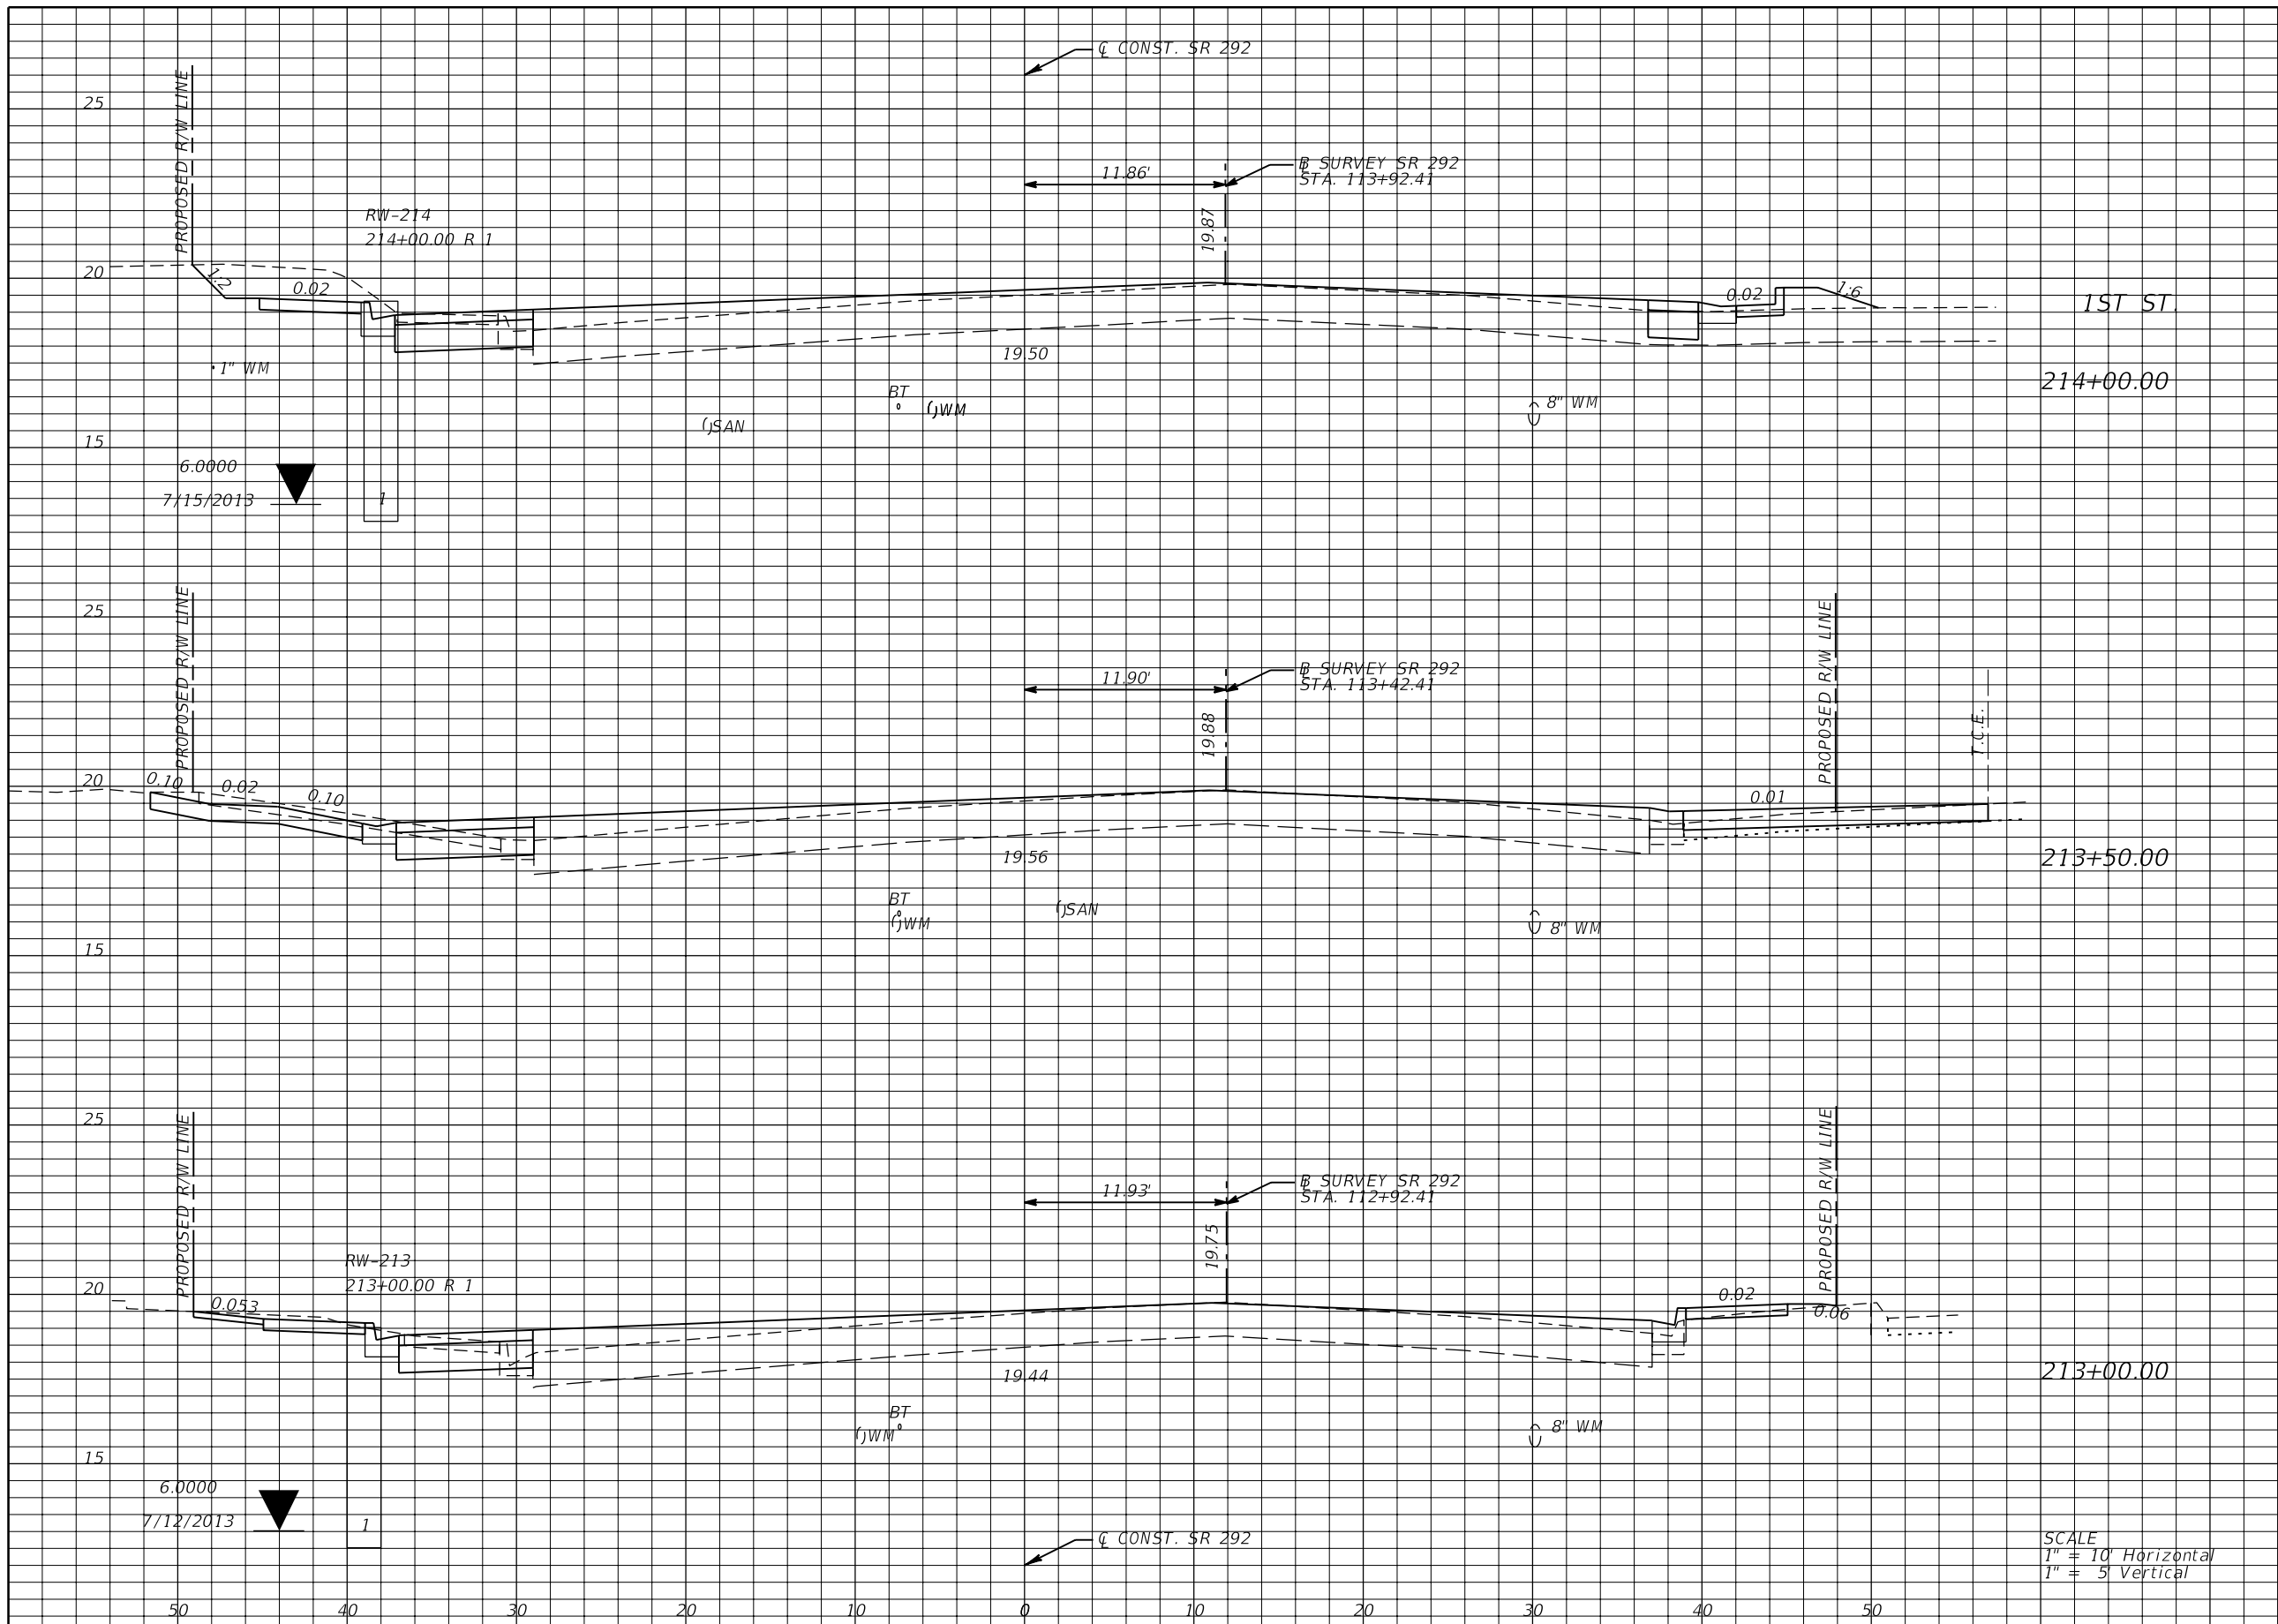 ℄ CONST. SR 292
PROPOSED R/W LINE
25
11.86'
B SURVEY SR 292
STA. 113+92.41
19.87
RW-214
214+00.00 R 1
20
1:2
0.02
0.02
1:6
1ST ST
19.50
1" WM
214+00.00
BT
WM
8" WM
SAN
15
6.0000
7/15/2013
1
PROPOSED R/W LINE
25
PROPOSED R/W LINE
11.90'
B SURVEY SR 292
STA. 113+42.41
19.88
T.C.E.
20
0.10
0.02
0.10
0.01
19.56
213+50.00
BT
WM
SAN
8" WM
15
PROPOSED R/W LINE
25
PROPOSED R/W LINE
11.93'
B SURVEY SR 292
STA. 112+92.41
19.75
RW-213
213+00.00 R 1
20
0.053
0.02
0.06
19.44
213+00.00
BT
WM
8" WM
15
6.0000
7/12/2013
1
℄ CONST. SR 292
SCALE
1" = 10' Horizontal
1" = 5' Vertical
50 40 30 20 10 0 10 20 30 40 50